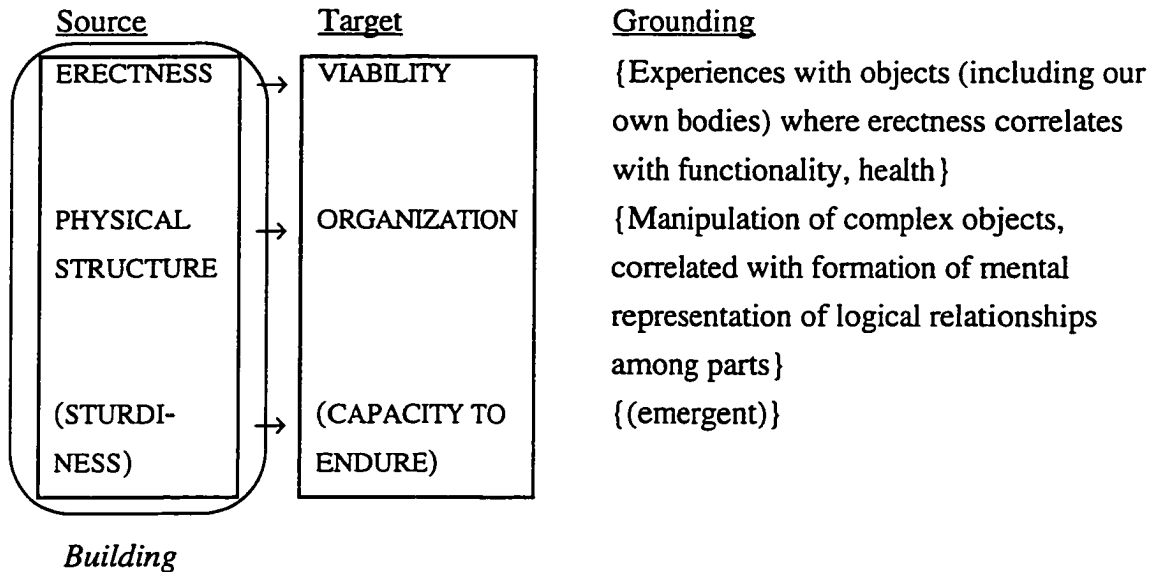 Source Target Grounding
ERECTNESS → VIABILITY {Experiences with objects (including our
own bodies) where erectness correlates
with functionality, health}
PHYSICAL → ORGANIZATION {Manipulation of complex objects,
STRUCTURE correlated with formation of mental
representation of logical relationships
among parts}
(STURDI- → (CAPACITY TO {(emergent)}
NESS) ENDURE)
Building